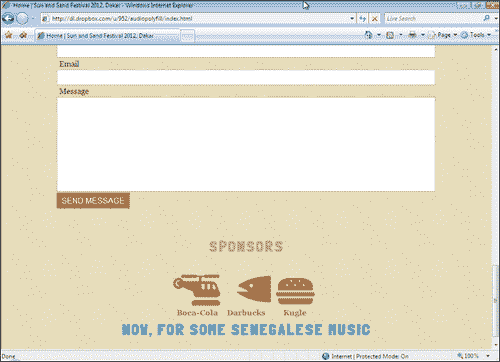 Home | Sun and Sand Festival 2012, Dakar - Windows Internet Explorer
http://dl.dropbox.com/u/952/audiopolyfill/index.html
Live Search
Home | Sun and Sand Festival 2012, Dakar
Page
Tools
Email
Message
SEND MESSAGE
SPONSORS
Boca-Cola Darbucks Kugle
NOW, FOR SOME SENEGALESE MUSIC
Done
Internet | Protected Mode: On
100%